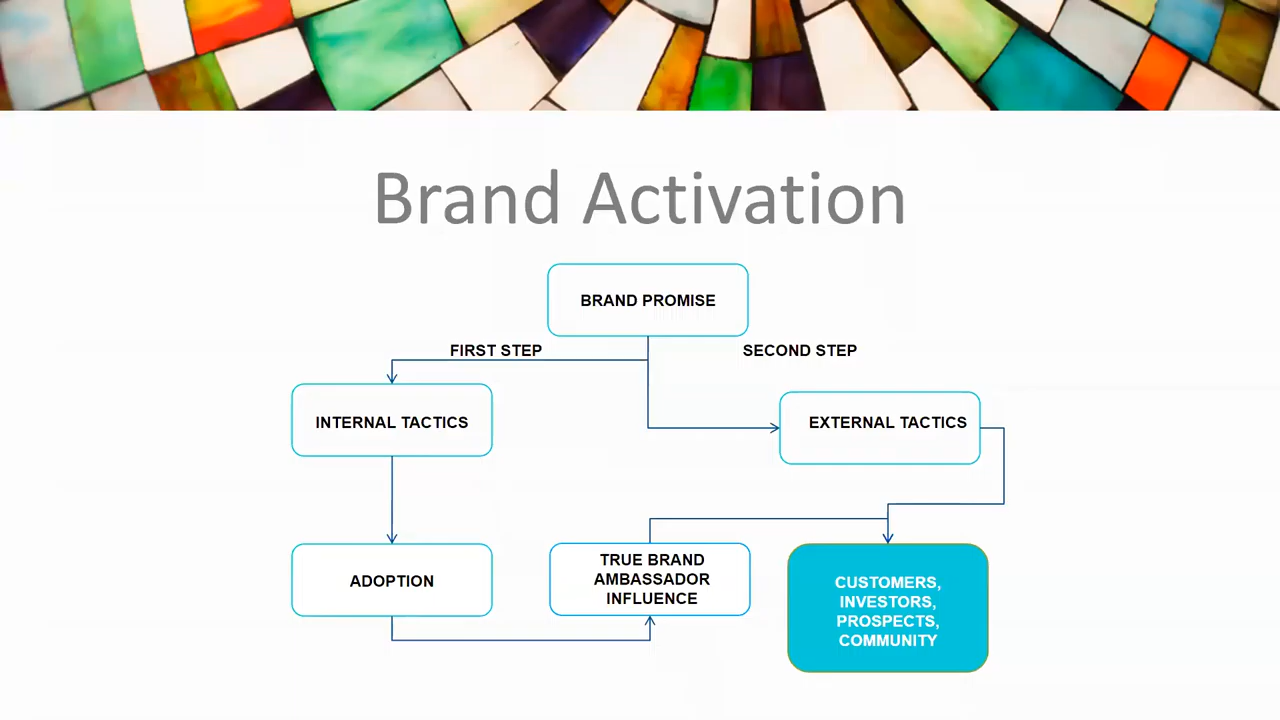 Brand Activation
BRAND PROMISE
FIRST STEP
SECOND STEP
INTERNAL TACTICS
EXTERNAL TACTICS
ADOPTION
TRUE BRAND
AMBASSADOR
INFLUENCE
CUSTOMERS,
INVESTORS,
PROSPECTS,
COMMUNITY